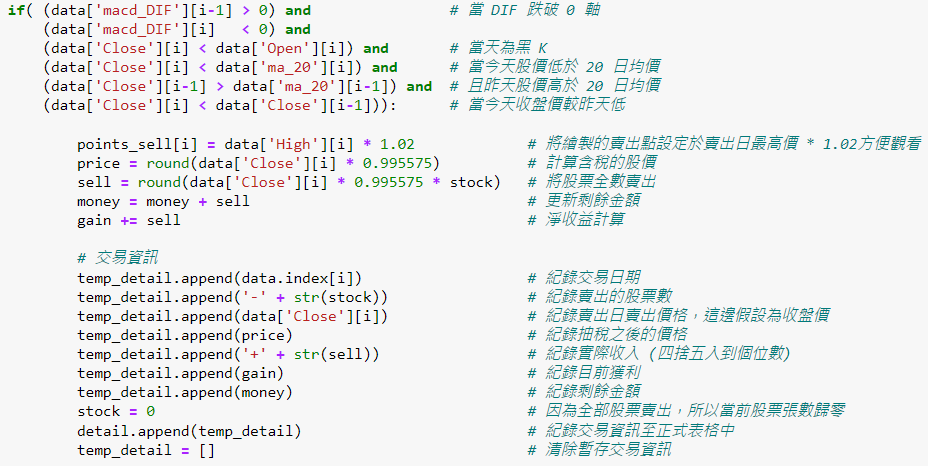 if( (data['macd_DIF'][i-1] > 0) and                # 當 DIF 跌破 0 軸
    (data['macd_DIF'][i]   < 0) and
    (data['Close'][i] < data['Open'][i]) and       # 當天為黑 K
    (data['Close'][i] < data['ma_20'][i]) and      # 當今天股價低於 20 日均價
    (data['Close'][i-1] > data['ma_20'][i-1]) and  # 且昨天股價高於 20 日均價
    (data['Close'][i] < data['Close'][i-1])):      # 當今天收盤價較昨天低

        points_sell[i] = data['High'][i] * 1.02             # 將繪製的賣出點設定於賣出日最高價 * 1.02方便觀看
        price = round(data['Close'][i] * 0.995575)          # 計算含稅的股價
        sell = round(data['Close'][i] * 0.995575 * stock)   # 將股票全數賣出
        money = money + sell                                # 更新剩餘金額
        gain += sell                                        # 淨收益計算

        # 交易資訊
        temp_detail.append(data.index[i])                   # 紀錄交易日期
        temp_detail.append('-' + str(stock))                # 紀錄賣出的股票數
        temp_detail.append(data['Close'][i])                # 紀錄賣出日賣出價格，這邊假設為收盤價
        temp_detail.append(price)                           # 紀錄抽稅之後的價格
        temp_detail.append('+' + str(sell))                 # 紀錄實際收入 (四捨五入到個位數)
        temp_detail.append(gain)                            # 紀錄目前獲利
        temp_detail.append(money)                           # 紀錄剩餘金額
        stock = 0                                           # 因為全部股票賣出，所以當前股票張數歸零
        detail.append(temp_detail)                          # 紀錄交易資訊至正式表格中
        temp_detail = []                                    # 清除暫存交易資訊